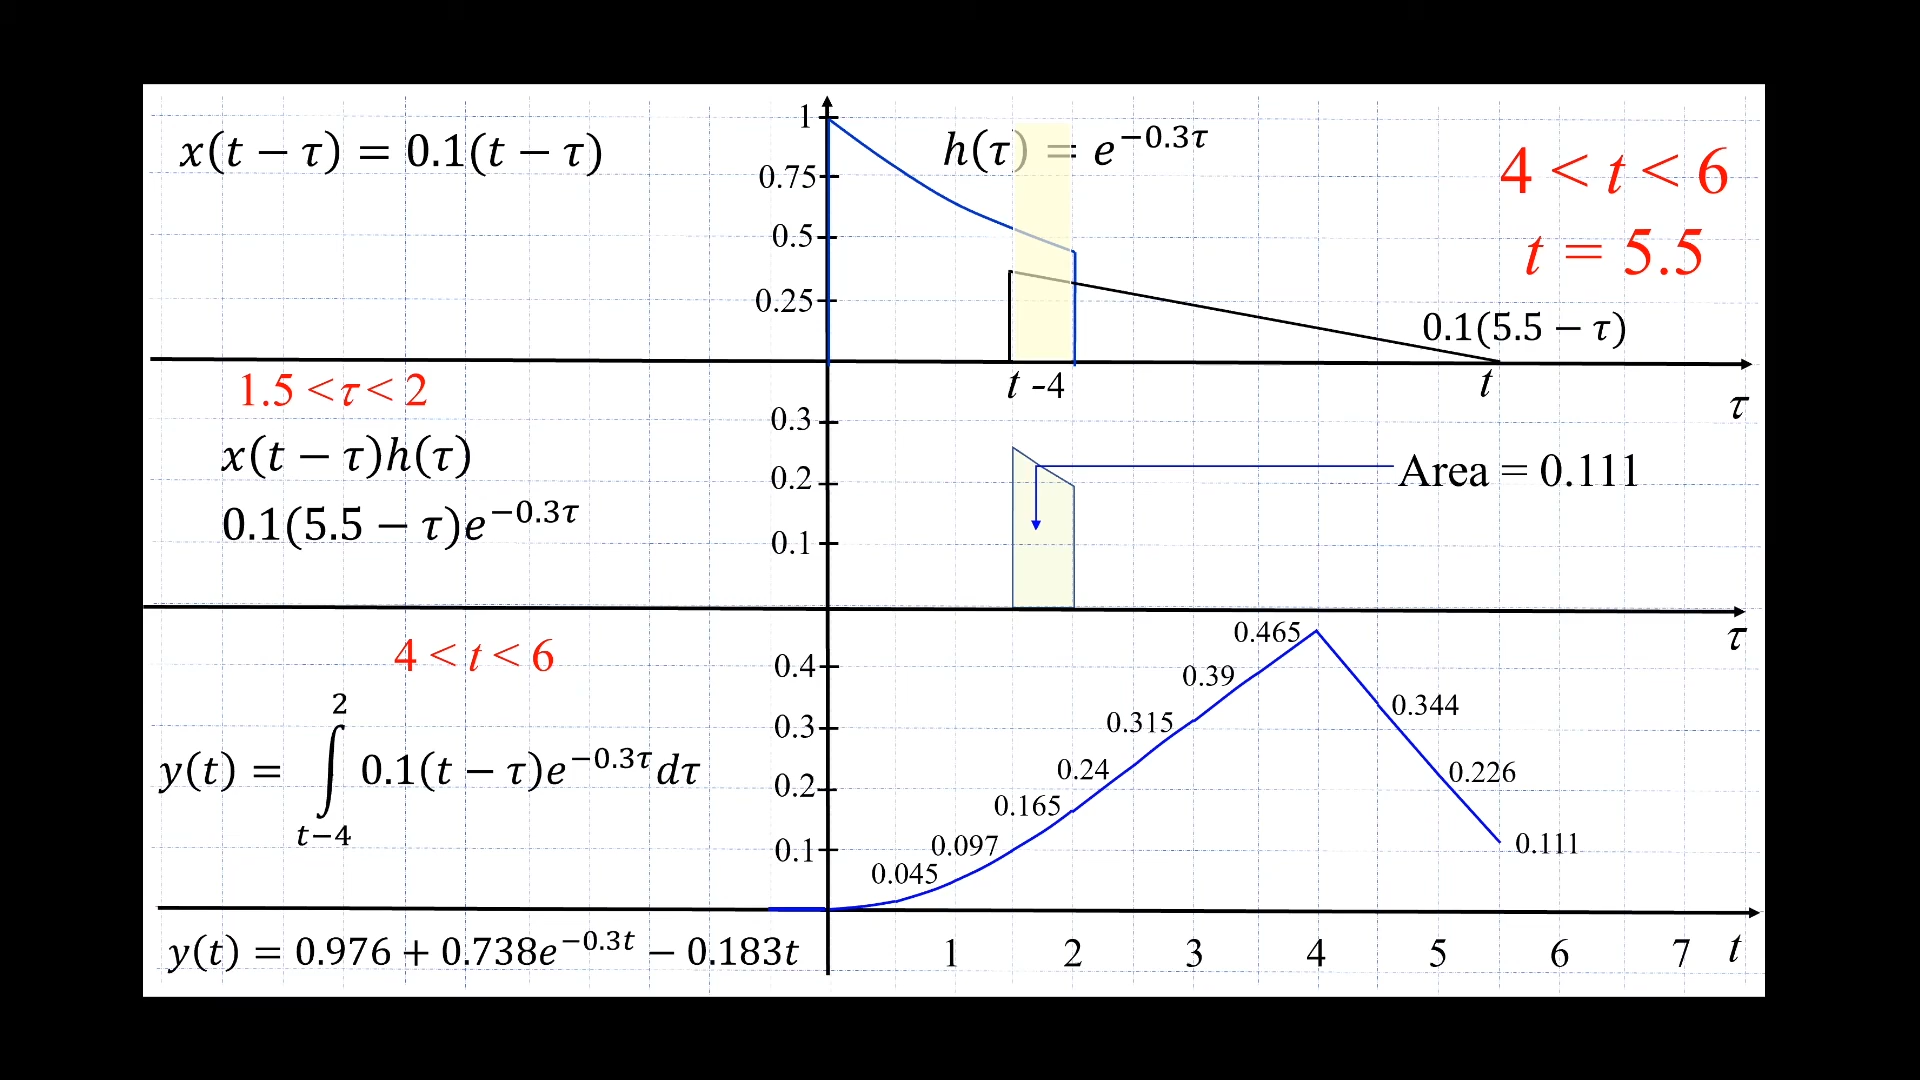 x(t − τ) = 0.1(t − τ)
h(τ) = e^{−0.3τ}
4 < t < 6
t = 5.5
1
0.75
0.5
0.25
0.1(5.5 − τ)
t -4
t
τ
1.5 < τ < 2
x(t − τ)h(τ)
0.1(5.5 − τ)e^{−0.3τ}
0.3
0.2
0.1
Area = 0.111
τ
4 < t < 6
y(t) = ∫_{t−4}^{2} 0.1(t − τ)e^{−0.3τ}dτ
0.4
0.3
0.2
0.1
0.045
0.097
0.165
0.24
0.315
0.39
0.465
0.344
0.226
0.111
y(t) = 0.976 + 0.738e^{−0.3t} − 0.183t
1 2 3 4 5 6 7 t